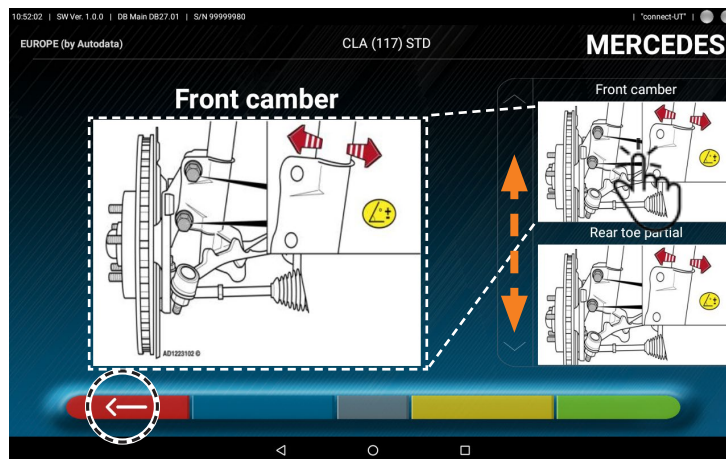 10:52:02 | SW Ver. 1.0.0 | DB Main DB27.01 | S/N 99999980 | "connect-UT" |
EUROPE (by Autodata) CLA (117) STD MERCEDES
Front camber
AD1223102 ©
Front camber
Rear toe partial